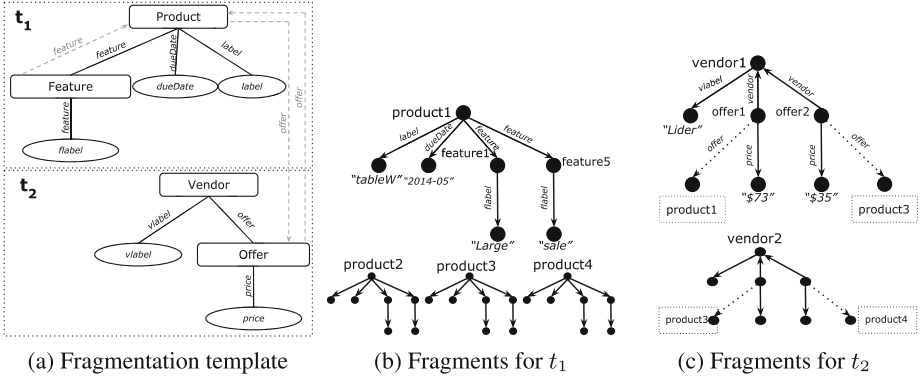 t1
Product
feature
feature
dueDate
label
offer
offer
Feature
dueDate
label
feature
flabel
t2
Vendor
vlabel
offer
vlabel
Offer
price
price
(a) Fragmentation template
product1
label
dueDate
feature
feature
feature1
feature5
"tableW"
"2014-05"
flabel
flabel
"Large"
"sale"
product2
product3
product4
(b) Fragments for t1
vendor1
vlabel
vendor
vendor
offer1
offer2
"Lider"
offer
price
price
offer
product1
"$73"
"$35"
product3
vendor2
product3
product4
(c) Fragments for t2